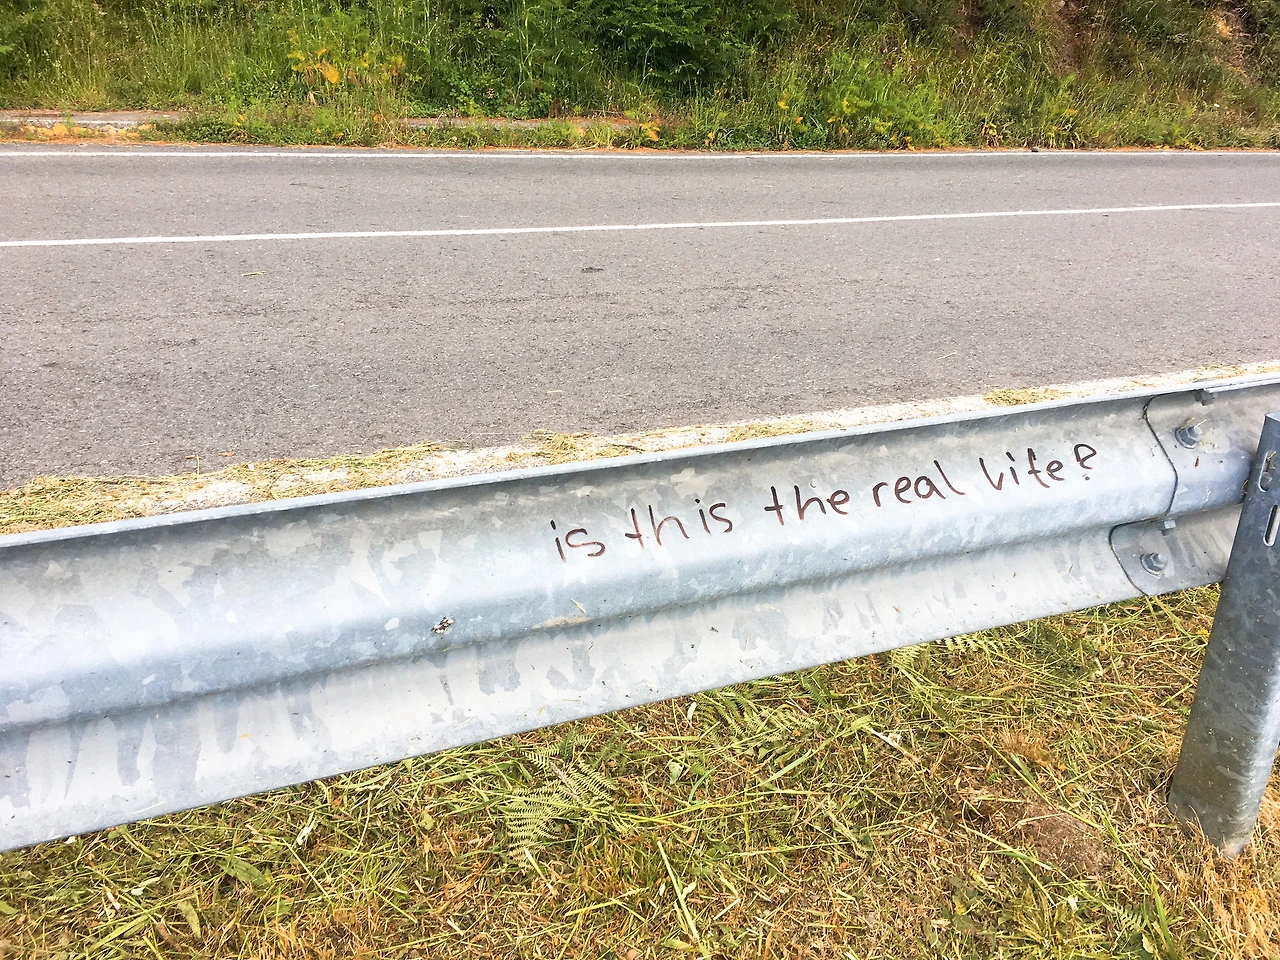 is this the real life?